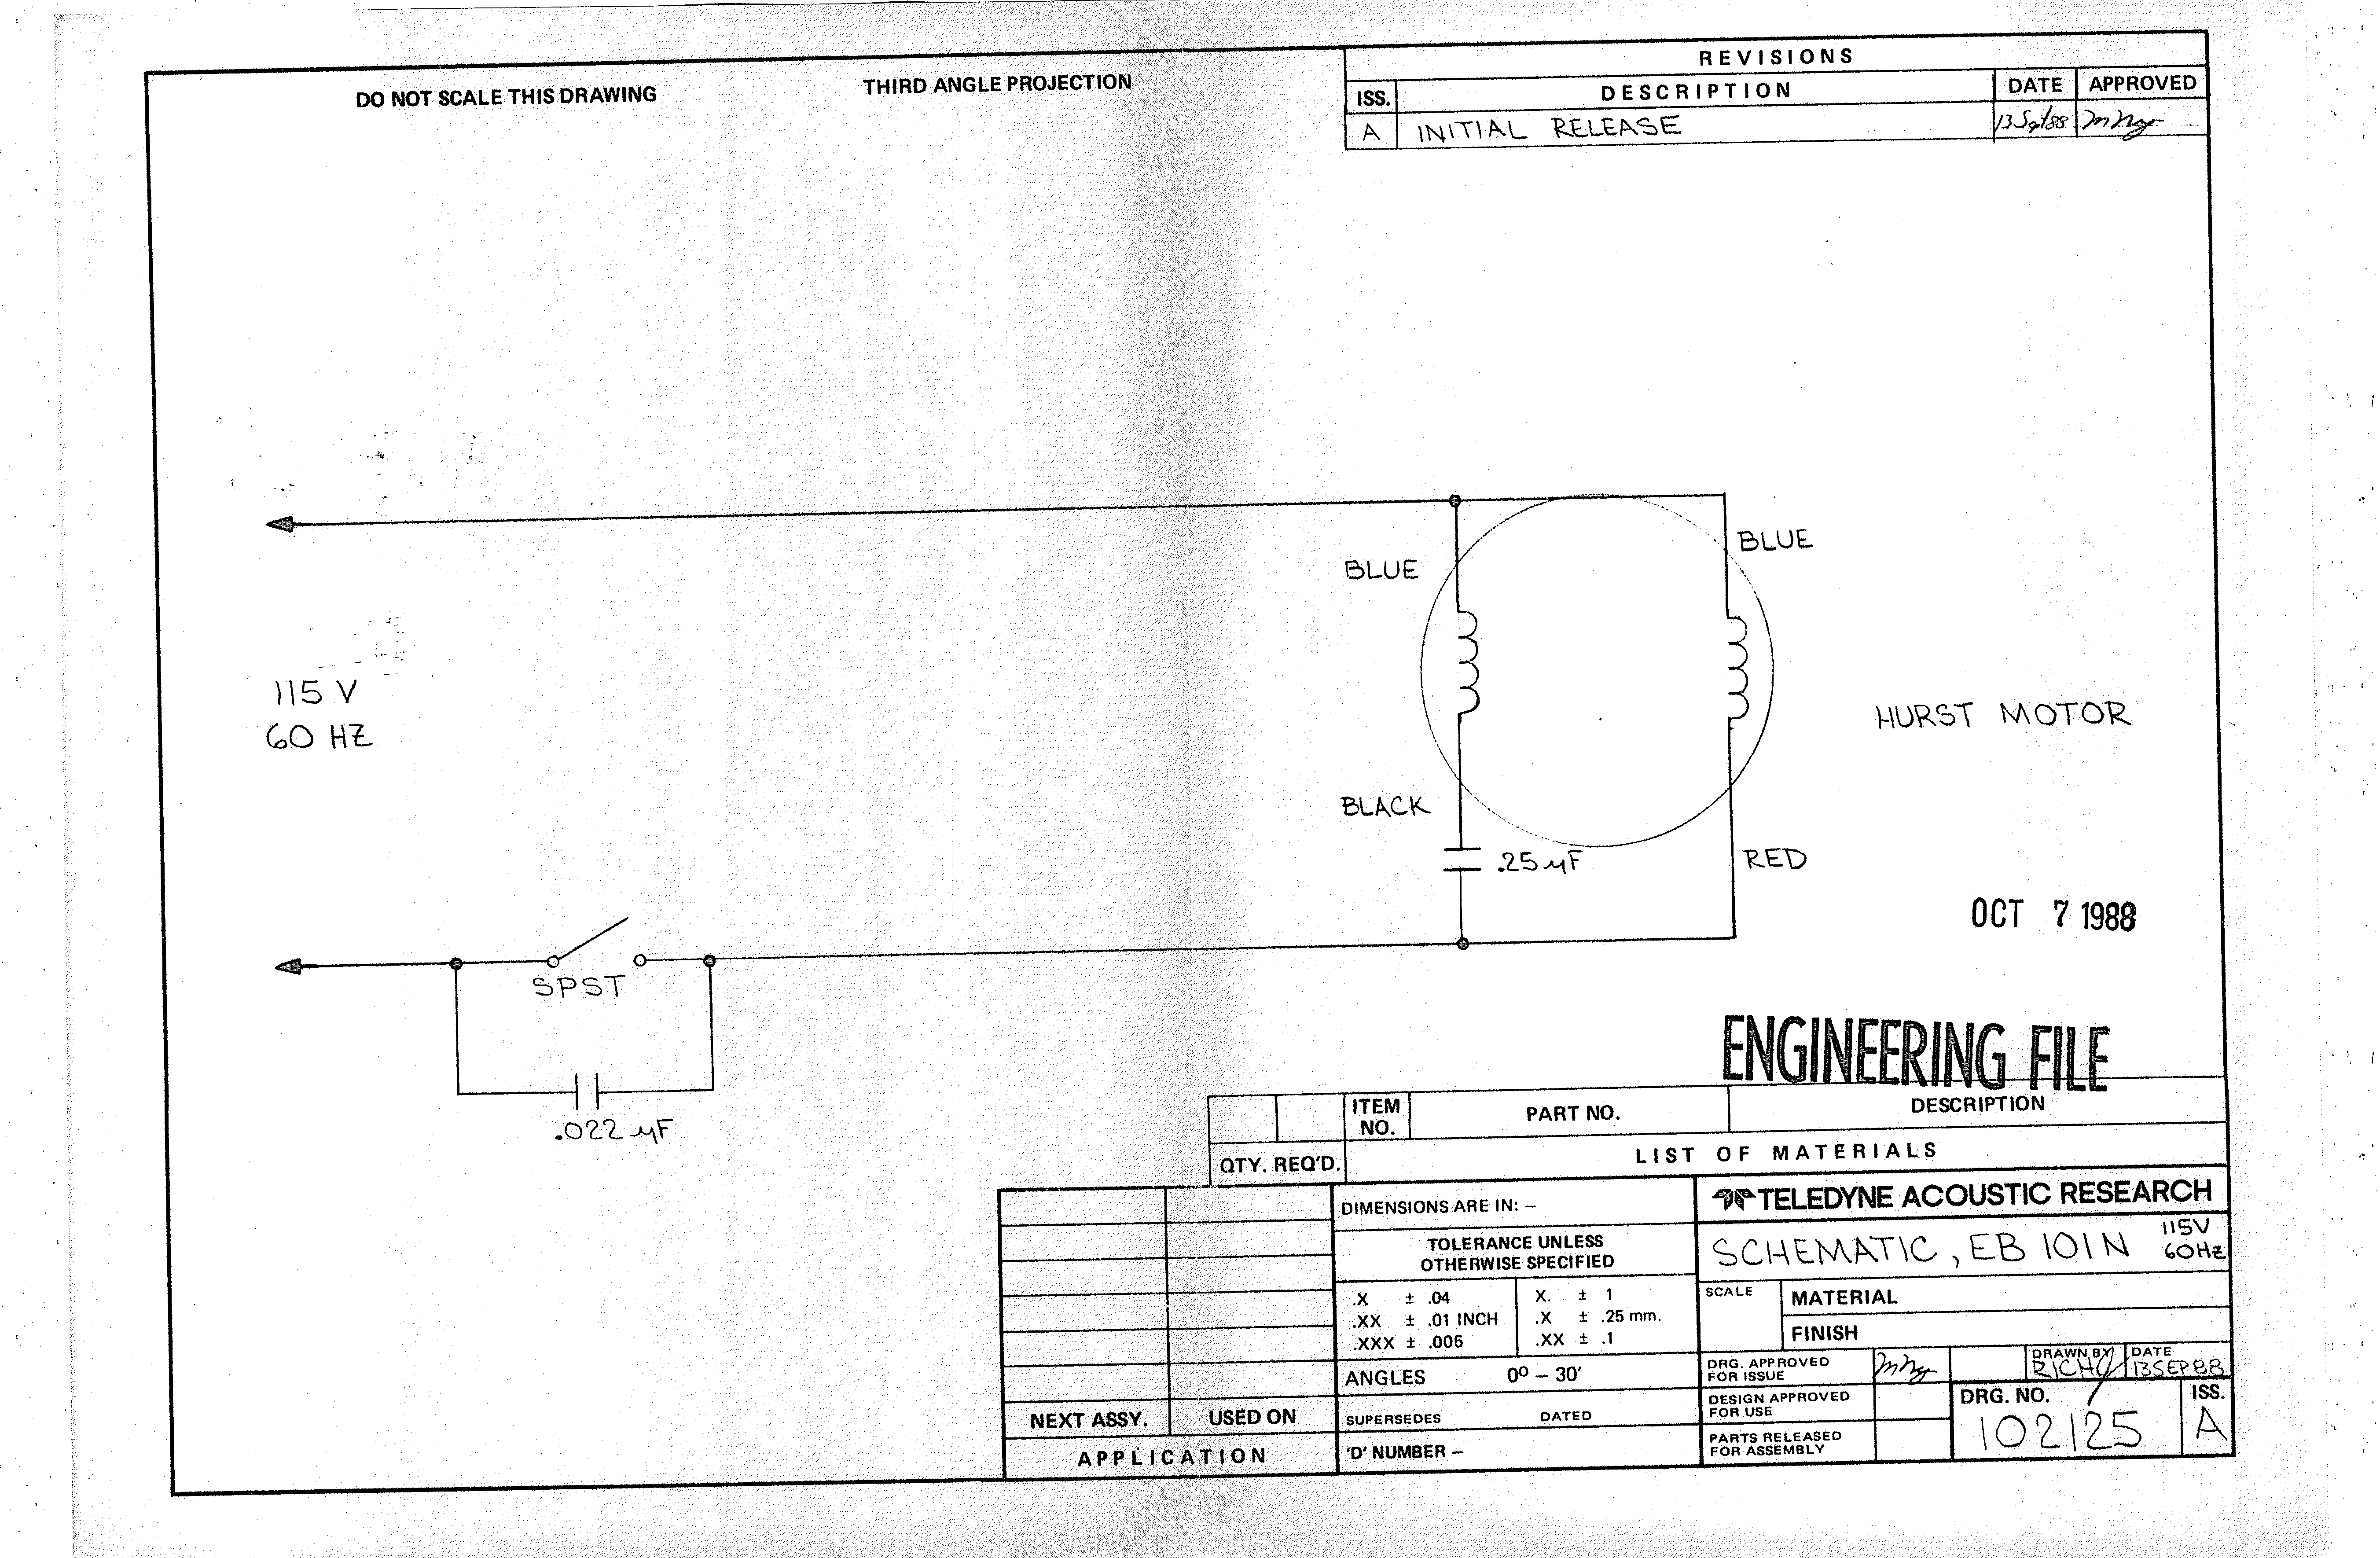 DO NOT SCALE THIS DRAWING
THIRD ANGLE PROJECTION
REVISIONS
ISS.
DESCRIPTION
DATE
APPROVED
A
INITIAL RELEASE
13 Sept 88
BLUE
BLUE
115 V
60 HZ
HURST MOTOR
BLACK
.25 µF
RED
OCT 7 1988
SPST
.022 µF
ENGINEERING FILE
ITEM
NO.
PART NO.
DESCRIPTION
QTY. REQ'D.
LIST OF MATERIALS
DIMENSIONS ARE IN: –
TELEDYNE ACOUSTIC RESEARCH
TOLERANCE UNLESS
OTHERWISE SPECIFIED
SCHEMATIC, EB 101N 115V
60HZ
.X ± .04
.XX ± .01 INCH
.XXX ± .005
X. ± 1
.X ± .25 mm.
.XX ± .1
SCALE
MATERIAL
FINISH
ANGLES 0º – 30'
DRG. APPROVED
FOR ISSUE
DRAWN BY
DATE
13SEP88
NEXT ASSY.
USED ON
SUPERSEDES
DATED
DESIGN APPROVED
FOR USE
DRG. NO.
102125
ISS.
A
APPLICATION
'D' NUMBER –
PARTS RELEASED
FOR ASSEMBLY